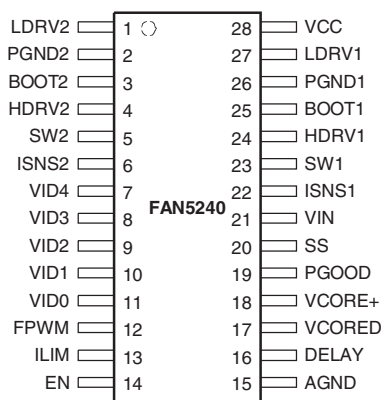 LDRV2 1 28 VCC
PGND2 2 27 LDRV1
BOOT2 3 26 PGND1
HDRV2 4 25 BOOT1
SW2 5 24 HDRV1
ISNS2 6 23 SW1
VID4 7 22 ISNS1
FAN5240
VID3 8 21 VIN
VID2 9 20 SS
VID1 10 19 PGOOD
VID0 11 18 VCORE+
FPWM 12 17 VCORED
ILIM 13 16 DELAY
EN 14 15 AGND